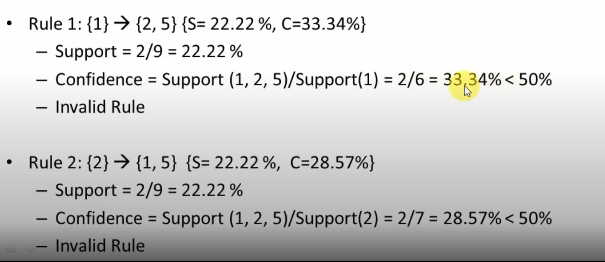 • Rule 1: {1} → {2, 5} {S= 22.22 %, C=33.34%}
– Support = 2/9 = 22.22 %
– Confidence = Support (1, 2, 5)/Support(1) = 2/6 = 33.34% < 50%
– Invalid Rule
• Rule 2: {2} → {1, 5} {S= 22.22 %, C=28.57%}
– Support = 2/9 = 22.22 %
– Confidence = Support (1, 2, 5)/Support(2) = 2/7 = 28.57% < 50%
– Invalid Rule